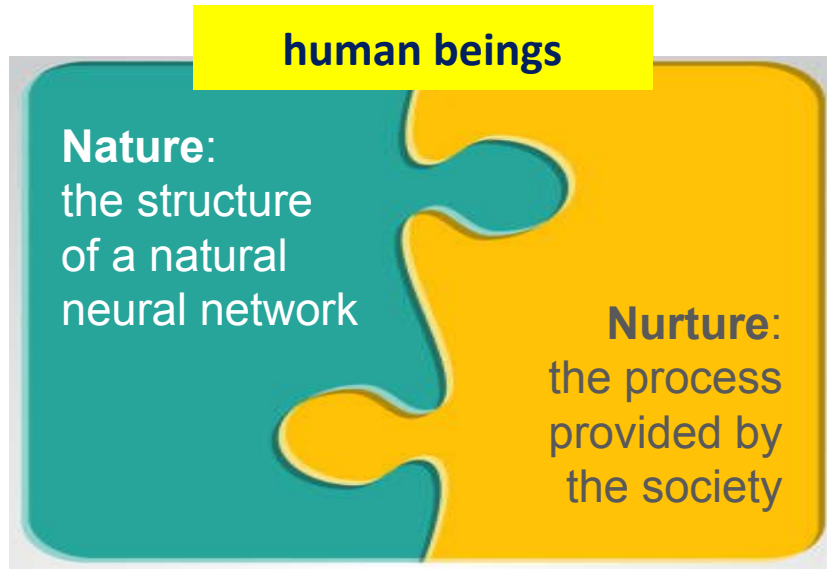 human beings
Nature:
the structure
of a natural
neural network
Nurture:
the process
provided by
the society